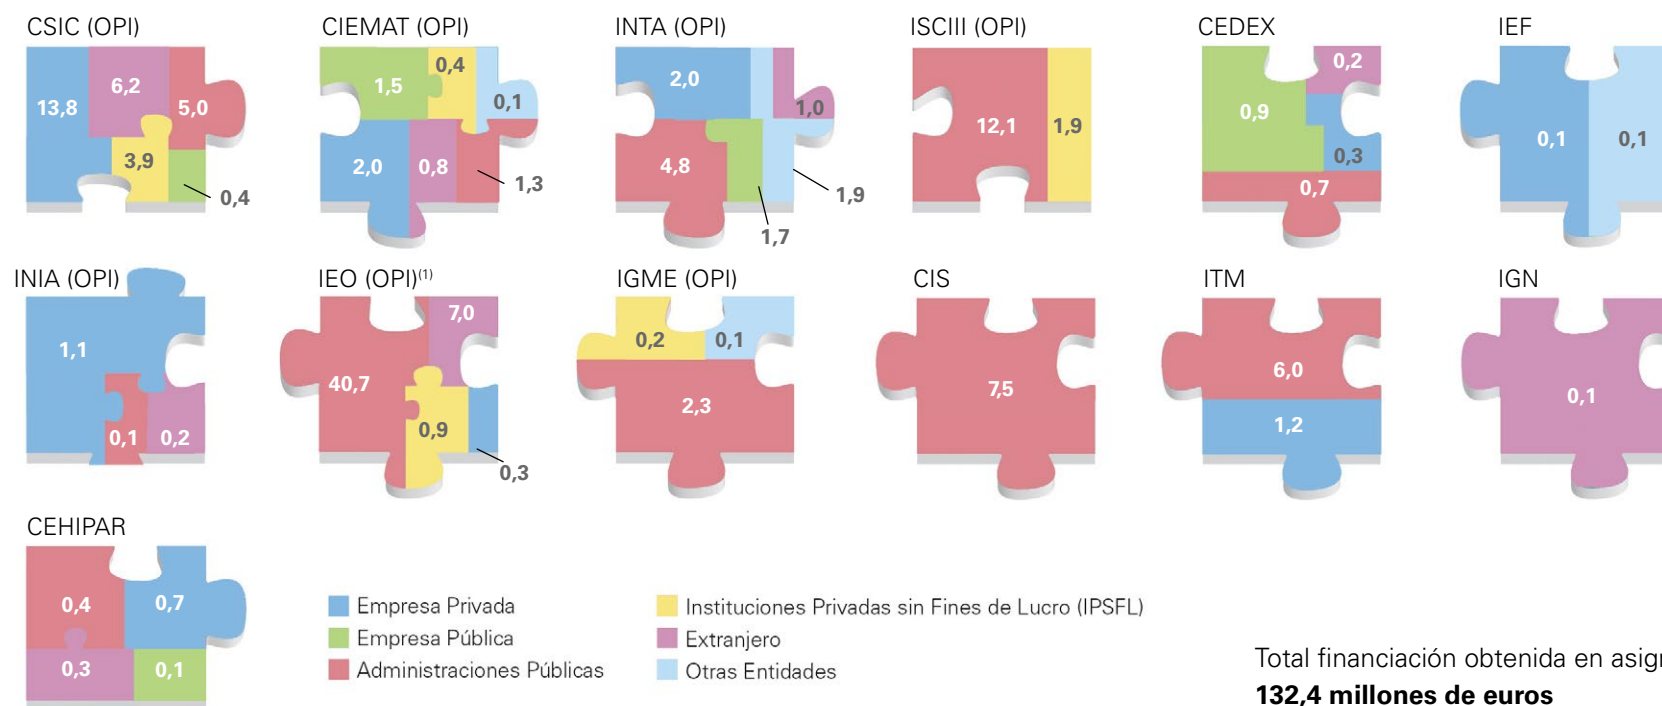 CSIC (OPI)
13,8
6,2
5,0
3,9
0,4
CIEMAT (OPI)
1,5
0,4
0,1
2,0
0,8
1,3
INTA (OPI)
2,0
1,0
4,8
1,9
1,7
ISCIII (OPI)
12,1
1,9
CEDEX
0,2
0,9
0,3
0,7
IEF
0,1
0,1
INIA (OPI)
1,1
0,1
0,2
IEO (OPI)(1)
7,0
40,7
0,9
0,3
IGME (OPI)
0,2
0,1
2,3
CIS
7,5
ITM
6,0
1,2
IGN
0,1
CEHIPAR
0,4
0,7
0,3
0,1
Empresa Privada
Empresa Pública
Administraciones Públicas
Instituciones Privadas sin Fines de Lucro (IPSFL)
Extranjero
Otras Entidades
Total financiación obtenida en
132,4 millones de euros